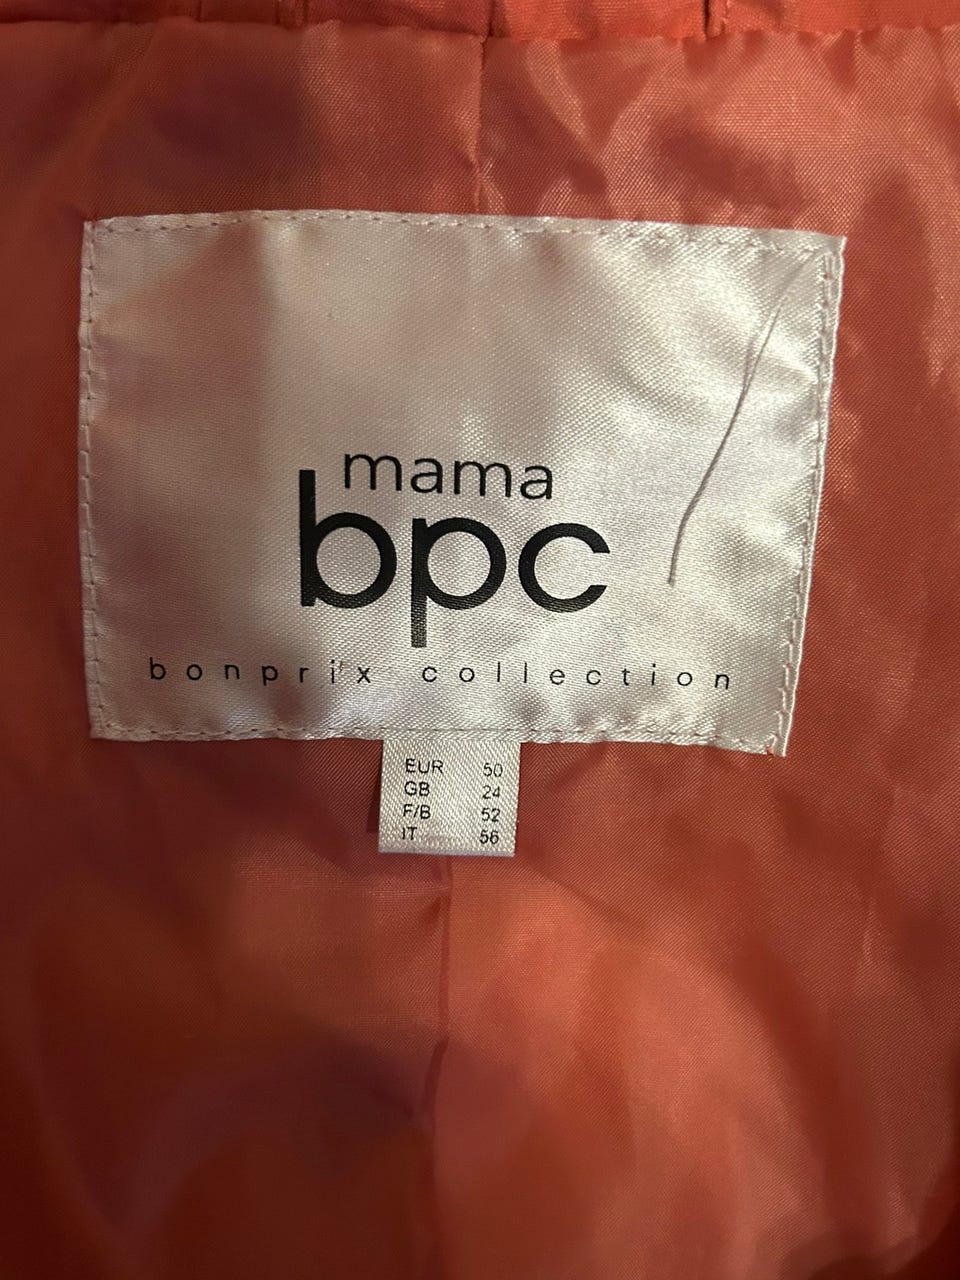 mama
bpc
bonprix collection
EUR 50
GB 24
F/B 52
IT 56